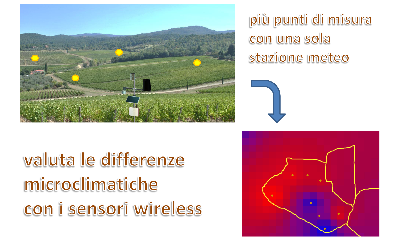 più punti di misura
con una sola
stazione meteo
valuta le differenze
microclimatiche
con i sensori wireless